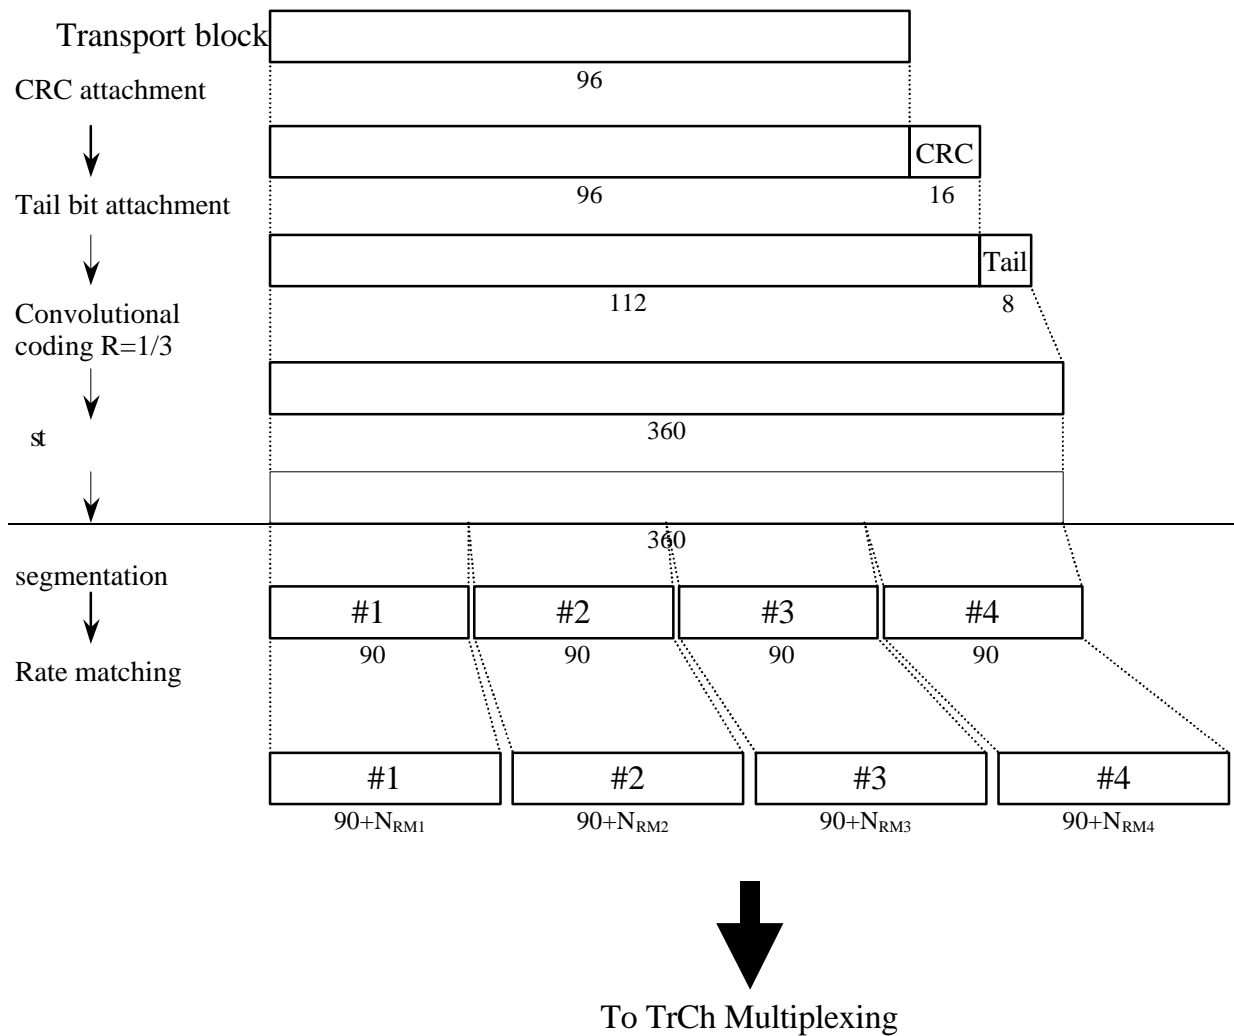 Transport block
96
CRC attachment
CRC
96 16
Tail bit attachment
Tail
112 8
Convolutional
coding R=1/3
360
st
360
segmentation
#1 #2 #3 #4
90 90 90 90
Rate matching
#1 #2 #3 #4
90+NRM1 90+NRM2 90+NRM3 90+NRM4
To TrCh Multiplexing